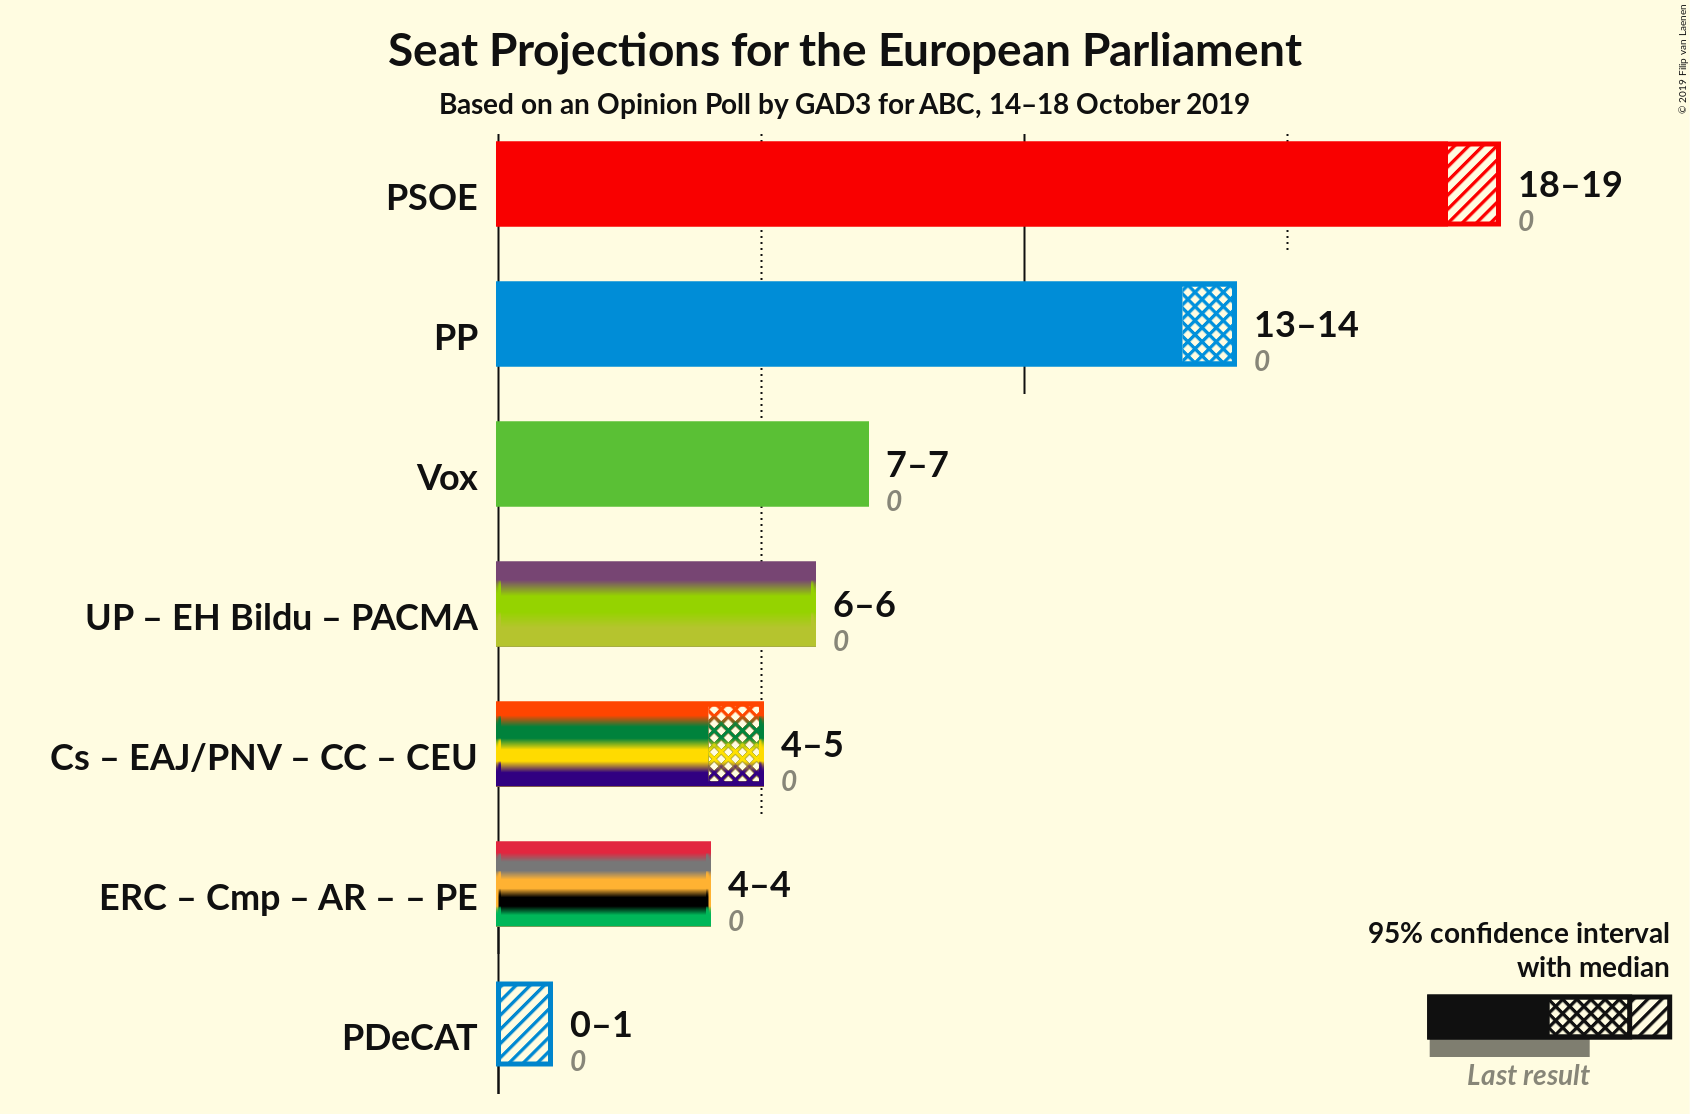 Seat Projections for the European Parliament
Based on an Opinion Poll by GAD3 for ABC, 14–18 October 2019
© 2019 Filip van Laenen
PSOE
18–19
0
PP
13–14
0
Vox
7–7
0
UP – EH Bildu – PACMA
6–6
0
Cs – EAJ/PNV – CC – CEU
4–5
0
ERC – Cmp – AR – – PE
4–4
0
PDeCAT
0–1
0
95% confidence interval
with median
Last result